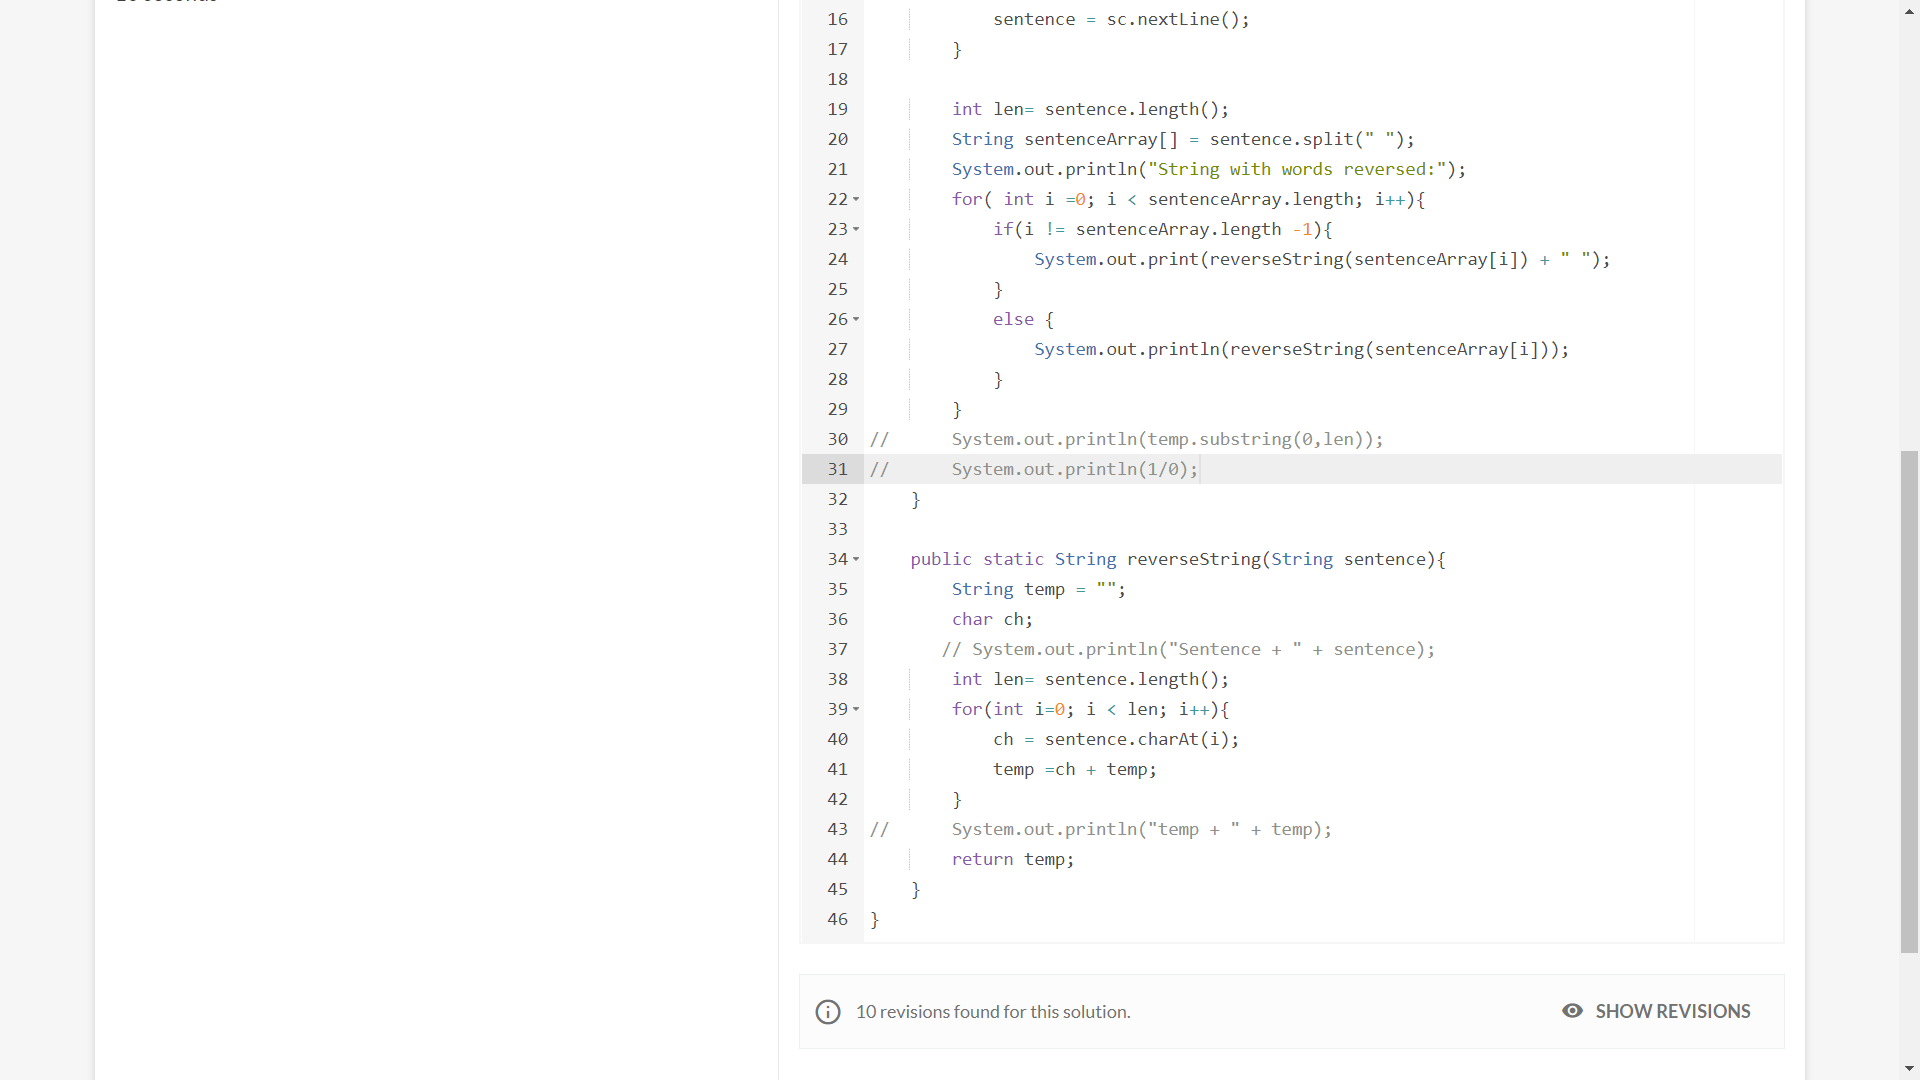 16 sentence = sc.nextLine();
17 }
18
19 int len= sentence.length();
20 String sentenceArray[] = sentence.split(" ");
21 System.out.println("String with words reversed:");
22 for( int i =0; i < sentenceArray.length; i++){
23 if(i != sentenceArray.length -1){
24 System.out.print(reverseString(sentenceArray[i]) + " ");
25 }
26 else {
27 System.out.println(reverseString(sentenceArray[i]));
28 }
29 }
30 // System.out.println(temp.substring(0,len));
31 // System.out.println(1/0);
32 }
33
34 public static String reverseString(String sentence){
35 String temp = "";
36 char ch;
37 // System.out.println("Sentence + " + sentence);
38 int len= sentence.length();
39 for(int i=0; i < len; i++){
40 ch = sentence.charAt(i);
41 temp =ch + temp;
42 }
43 // System.out.println("temp + " + temp);
44 return temp;
45 }
46 }
10 revisions found for this solution.
SHOW REVISIONS